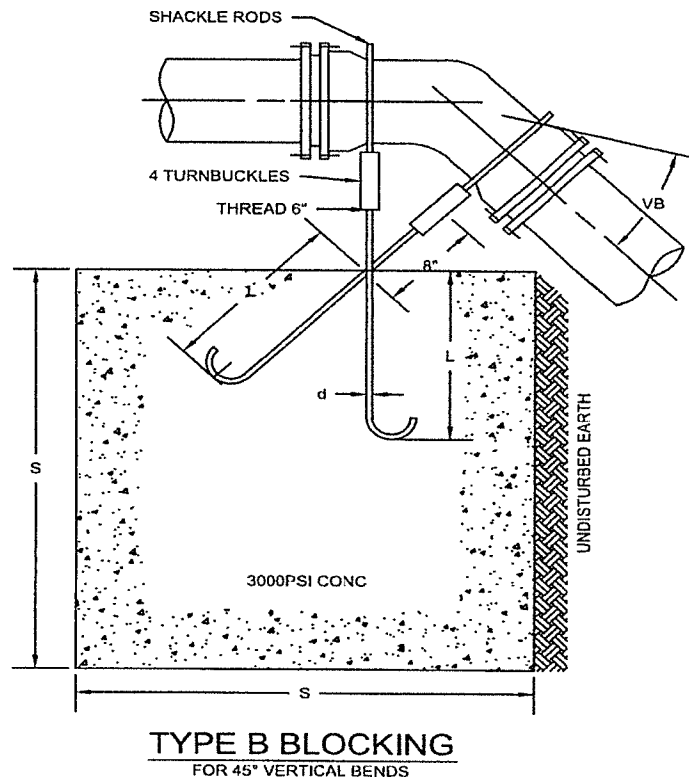 SHACKLE RODS
4 TURNBUCKLES
THREAD 6"
VB
8"
L
L
d
S
UNDISTURBED EARTH
3000PSI CONC
S
TYPE B BLOCKING
FOR 45° VERTICAL BENDS